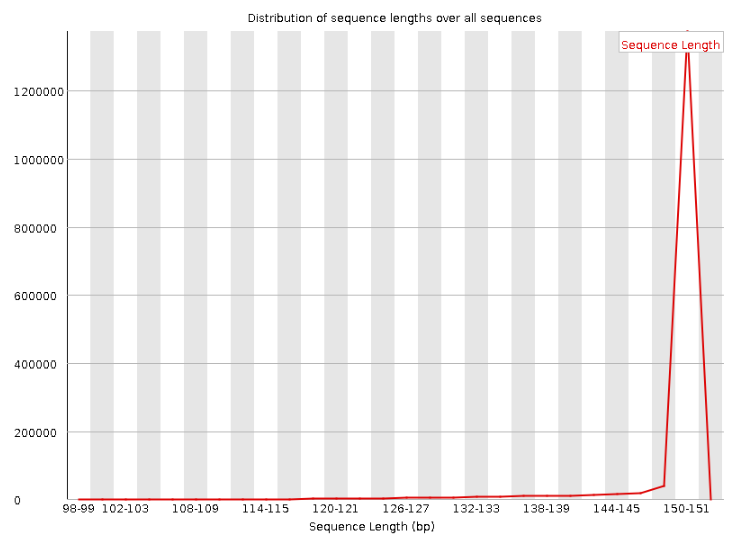 Distribution of sequence lengths over all sequences
Sequence Length
1200000
1000000
800000
600000
400000
200000
0
98-99 102-103 108-109 114-115 120-121 126-127 132-133 138-139 144-145 150-151
Sequence Length (bp)